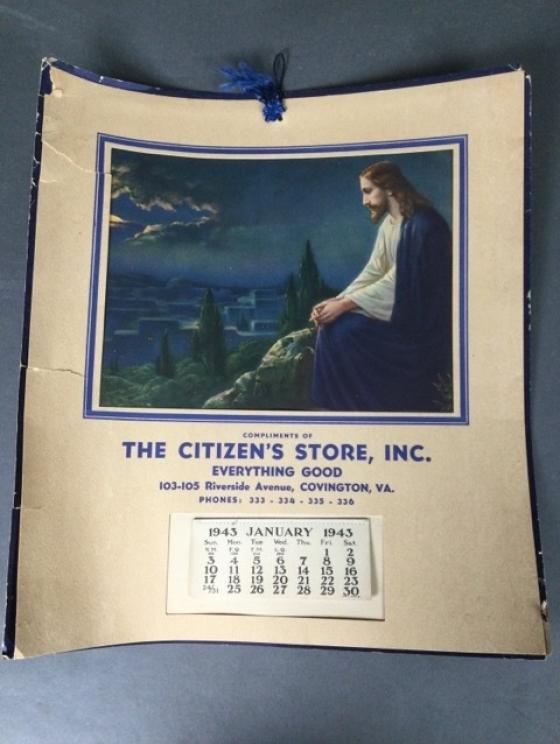 COMPLIMENTS OF
THE CITIZEN'S STORE, INC.
EVERYTHING GOOD
103-105 Riverside Avenue, COVINGTON, VA.
PHONES: 333 - 334 - 335 - 336
1943 JANUARY 1943
Sun. Mon. Tue. Wed. Thu. Fri. Sat.
N.M. F.Q. F.M. L.Q. 1 2
3 4 5 6 7 8 9
10 11 12 13 14 15 16
17 18 19 20 21 22 23
24/31 25 26 27 28 29 30